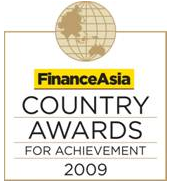 FinanceAsia
COUNTRY
AWARDS
FOR ACHIEVEMENT
2009